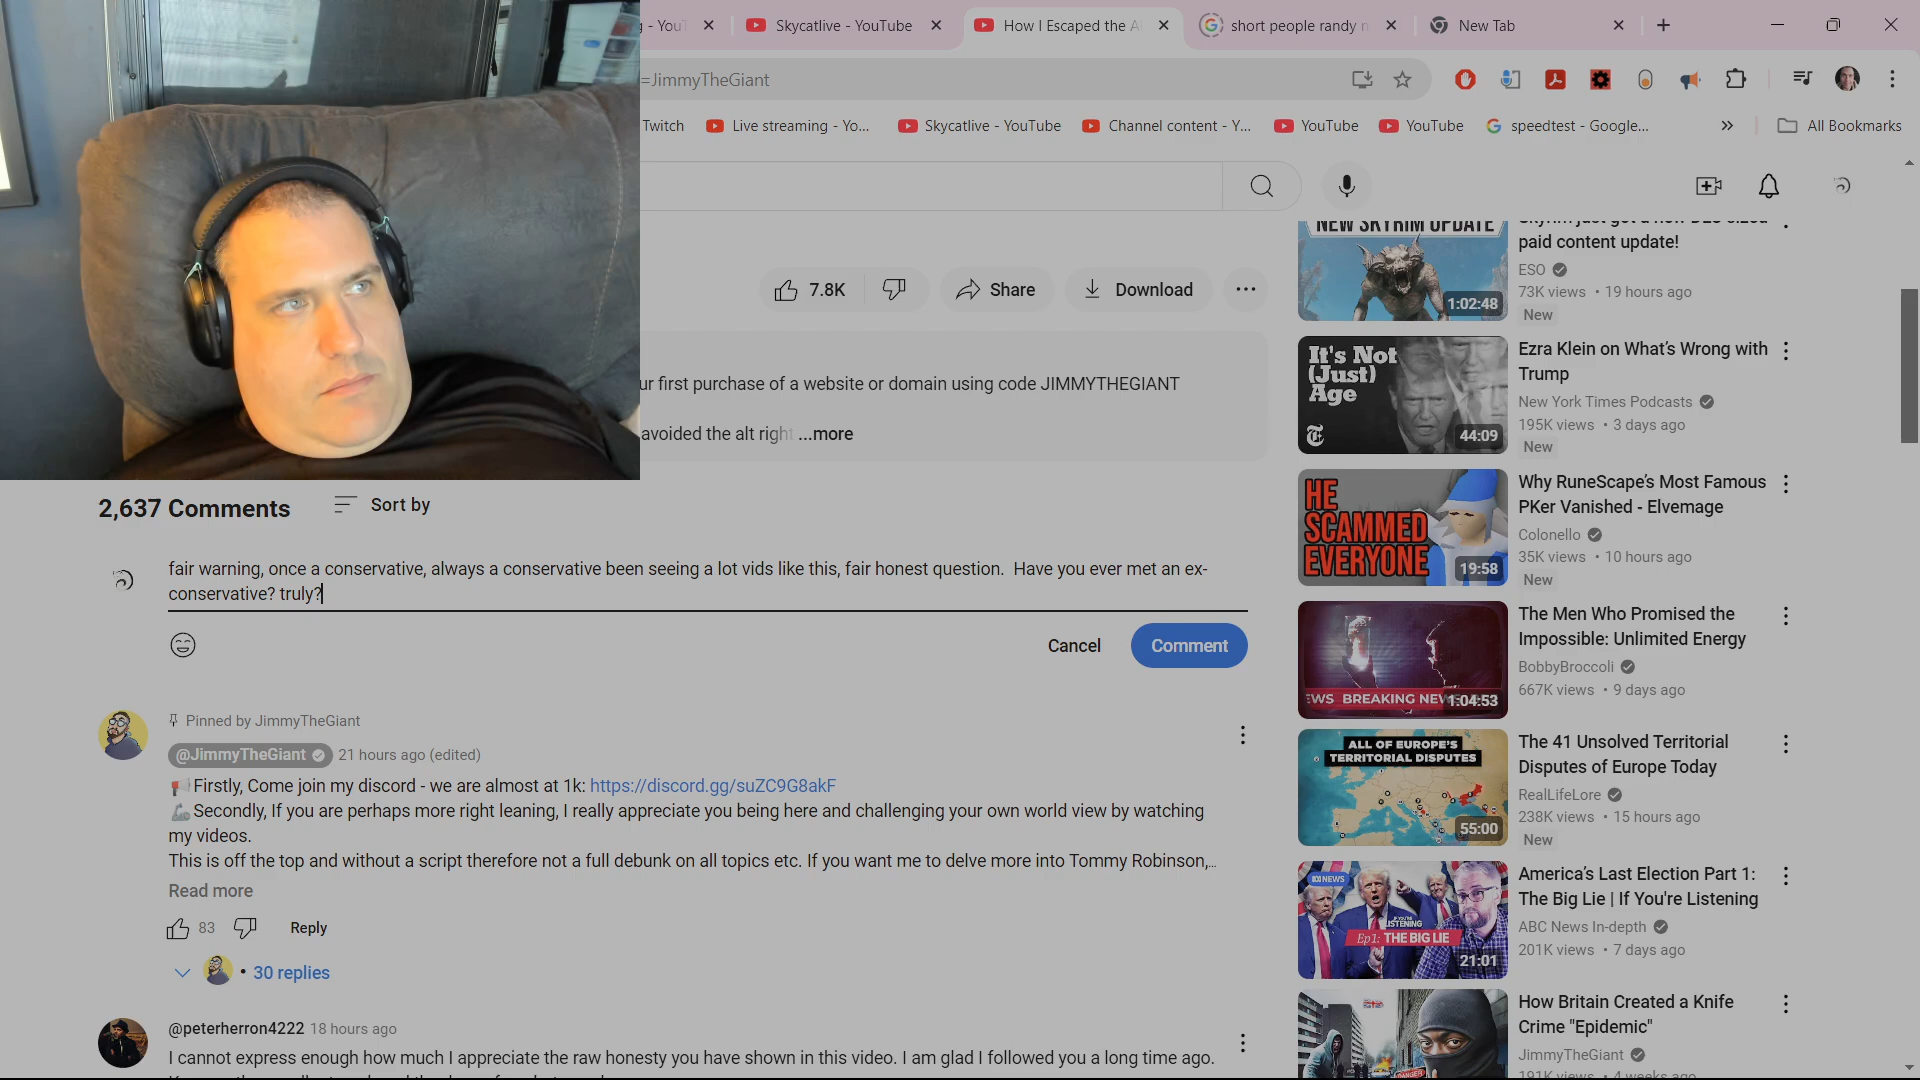 YouT
Skycatlive - YouTube
How I Escaped the A
short people randy n
New Tab
=JimmyTheGiant
Twitch
Live streaming - Yo...
Skycatlive - YouTube
Channel content - Y...
YouTube
YouTube
speedtest - Google...
All Bookmarks
7.8K
Share
Download
ur first purchase of a website or domain using code JIMMYTHEGIANT
avoided the alt right ...more
2,637 Comments
Sort by
fair warning, once a conservative, always a conservative been seeing a lot vids like this, fair honest question.  Have you ever met an ex-
conservative? truly?
Cancel
Comment
Pinned by JimmyTheGiant
@JimmyTheGiant
21 hours ago (edited)
📢Firstly, Come join my discord - we are almost at 1k: https://discord.gg/suZC9G8akF
🦾Secondly, If you are perhaps more right leaning, I really appreciate you being here and challenging your own world view by watching
my videos.
This is off the top and without a script therefore not a full debunk on all topics etc. If you want me to delve more into Tommy Robinson,...
Read more
83
Reply
• 30 replies
@peterherron4222 18 hours ago
I cannot express enough how much I appreciate the raw honesty you have shown in this video. I am glad I followed you a long time ago.
NEW SKYRIM UPDATE
1:02:48
paid content update!
ESO
73K views • 19 hours ago
New
It's Not
(Just)
Age
44:09
Ezra Klein on What's Wrong with
Trump
New York Times Podcasts
195K views • 3 days ago
New
HE
SCAMMED
EVERYONE
19:58
Why RuneScape's Most Famous
PKer Vanished - Elvemage
Colonello
35K views • 10 hours ago
New
EWS BREAKING NEW
1:04:53
The Men Who Promised the
Impossible: Unlimited Energy
BobbyBroccoli
667K views • 9 days ago
ALL OF EUROPE'S
TERRITORIAL DISPUTES
55:00
The 41 Unsolved Territorial
Disputes of Europe Today
RealLifeLore
238K views • 15 hours ago
New
NEWS
IF YOU'RE
LISTENING
Ep1: THE BIG LIE
21:01
America's Last Election Part 1:
The Big Lie | If You're Listening
ABC News In-depth
201K views • 7 days ago
DANGER
How Britain Created a Knife
Crime "Epidemic"
JimmyTheGiant
191K views • 4 weeks ago